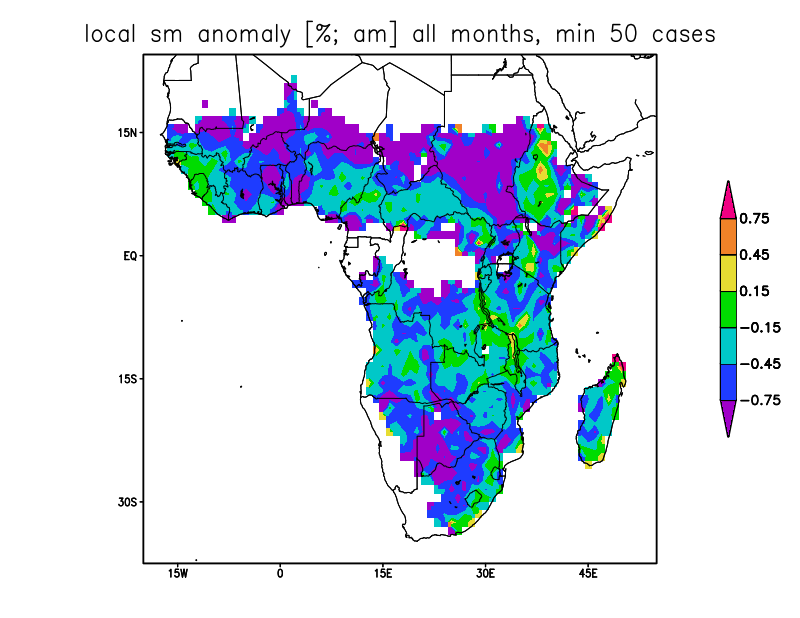 local sm anomaly [%; am] all months, min 50 cases
15N
EQ
15S
30S
15W 0 15E 30E 45E
0.75
0.45
0.15
−0.15
−0.45
−0.75